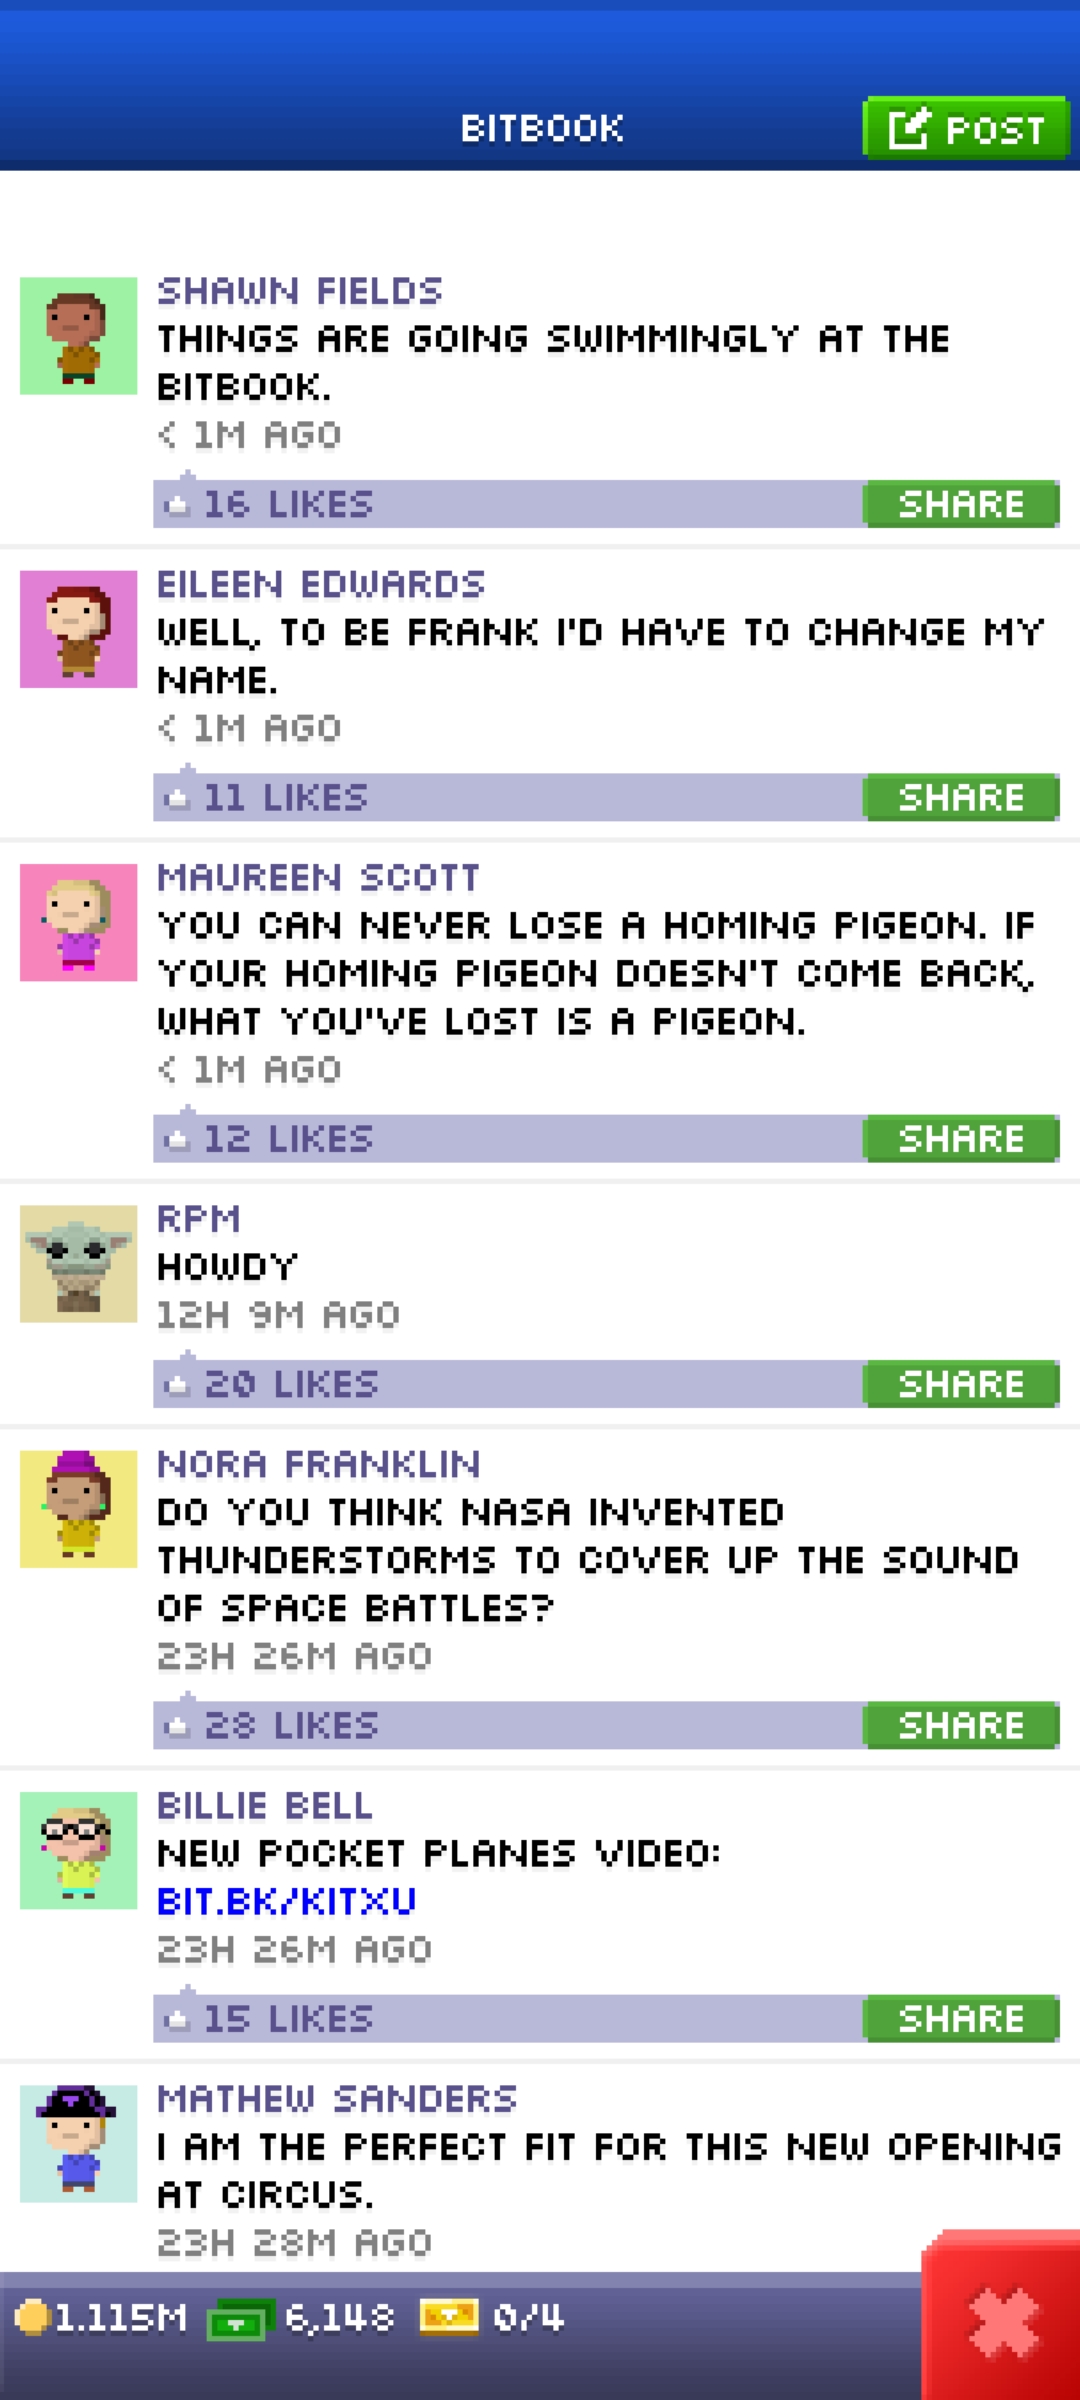 BITBOOK
POST
SHAWN FIELDS
THINGS ARE GOING SWIMMINGLY AT THE
BITBOOK.
< 1M AGO
16 LIKES
SHARE
EILEEN EDWARDS
WELL, TO BE FRANK I'D HAVE TO CHANGE MY
NAME.
< 1M AGO
11 LIKES
SHARE
MAUREEN SCOTT
YOU CAN NEVER LOSE A HOMING PIGEON. IF
YOUR HOMING PIGEON DOESN'T COME BACK,
WHAT YOU'VE LOST IS A PIGEON.
< 1M AGO
12 LIKES
SHARE
RPM
HOWDY
12H 9M AGO
20 LIKES
SHARE
NORA FRANKLIN
DO YOU THINK NASA INVENTED
THUNDERSTORMS TO COVER UP THE SOUND
OF SPACE BATTLES?
23H 26M AGO
28 LIKES
SHARE
BILLIE BELL
NEW POCKET PLANES VIDEO:
BIT.BK/KITXU
23H 26M AGO
15 LIKES
SHARE
MATHEW SANDERS
I AM THE PERFECT FIT FOR THIS NEW OPENING
AT CIRCUS.
23H 28M AGO
1.115M 6,148 0/4